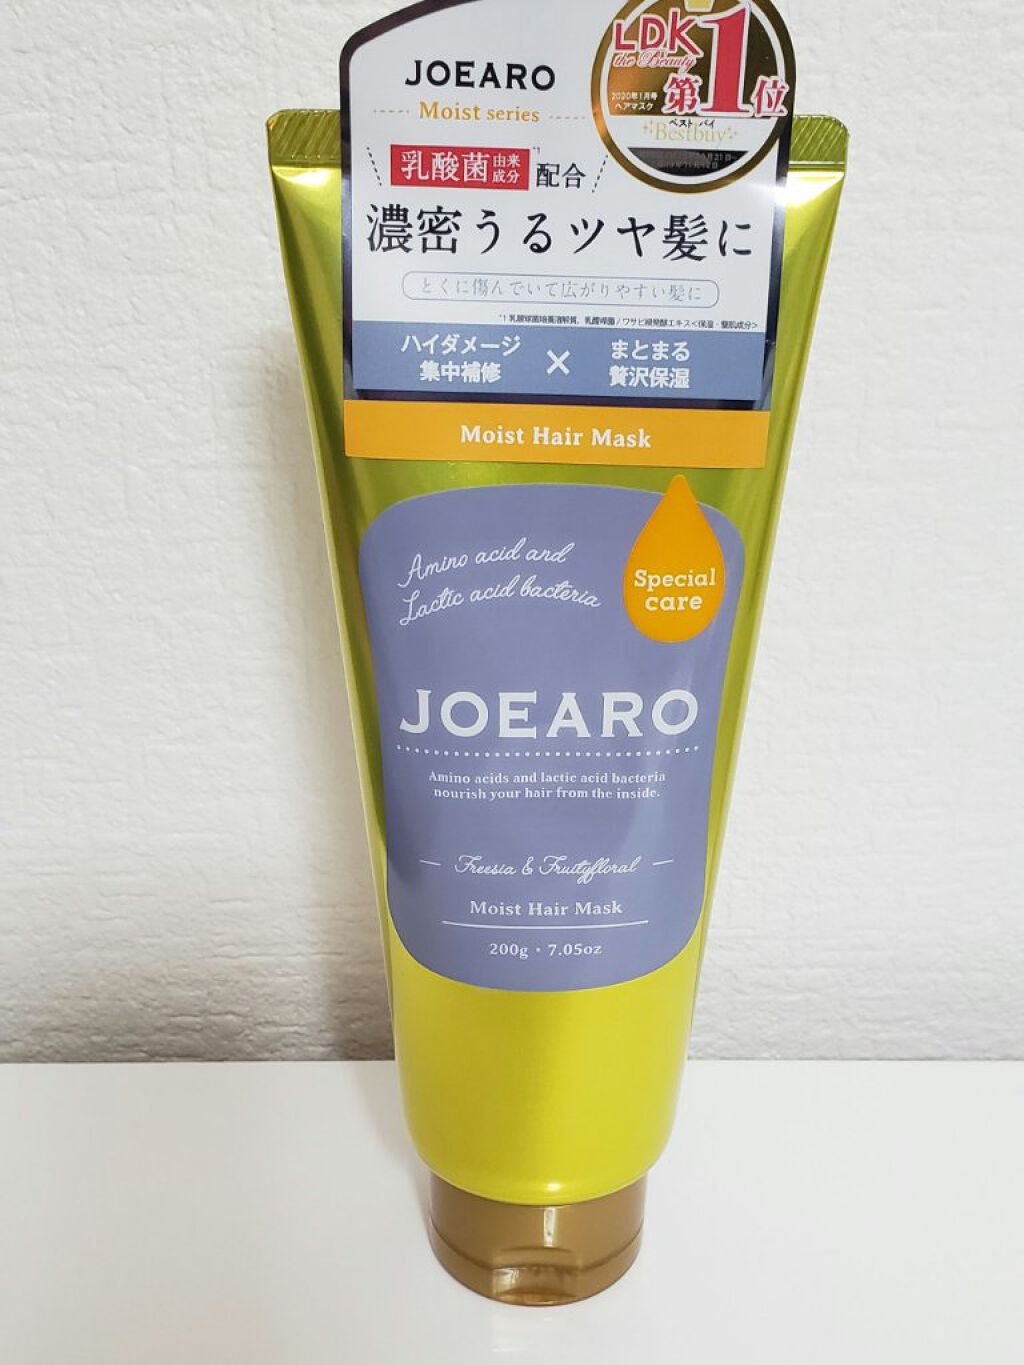 JOEARO
Moist series
LDK
the Beauty
2020年1月号
ヘアマスク
第1位
ベストバイ
Bestbuy
乳酸菌由来成分配合
濃密うるツヤ髪に
とくに傷んでいて広がりやすい髪に
ハイダメージ
集中補修
×
まとまる
贅沢保湿
Moist Hair Mask
Amino acid and
Lactic acid bacteria
Special
care
JOEARO
Amino acids and lactic acid bacteria
nourish your hair from the inside.
Freesia & Fruityfloral
Moist Hair Mask
200g・7.05oz